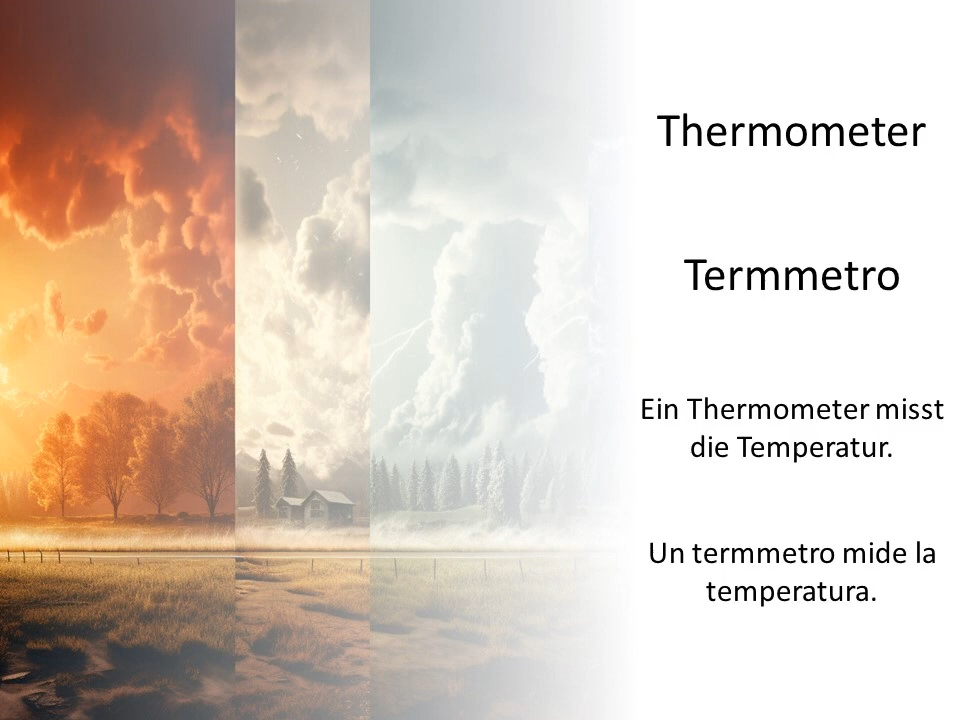 Thermometer
Termmetro
Ein Thermometer misst
die Temperatur.
Un termmetro mide la
temperatura.